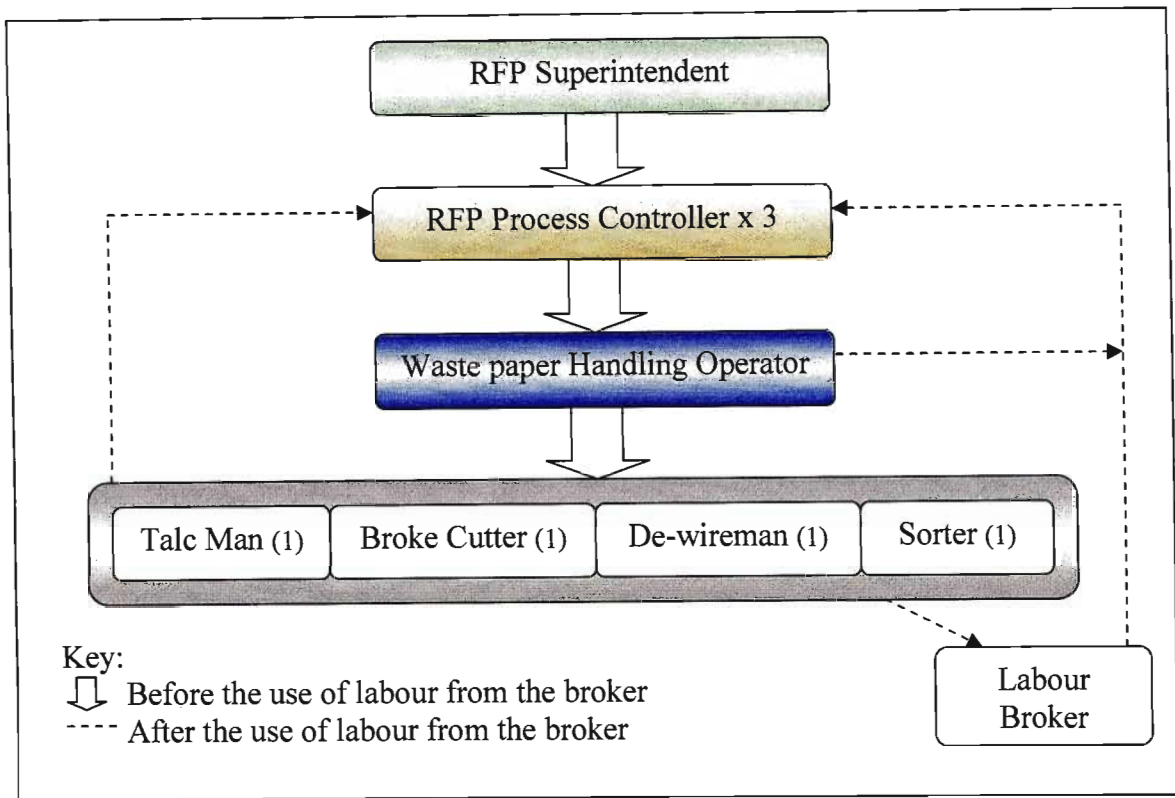 RFP Superintendent
RFP Process Controller x 3
Waste paper Handling Operator
Talc Man (1)
Broke Cutter (1)
De-wireman (1)
Sorter (1)
Key:
Before the use of labour from the broker
After the use of labour from the broker
Labour
Broker